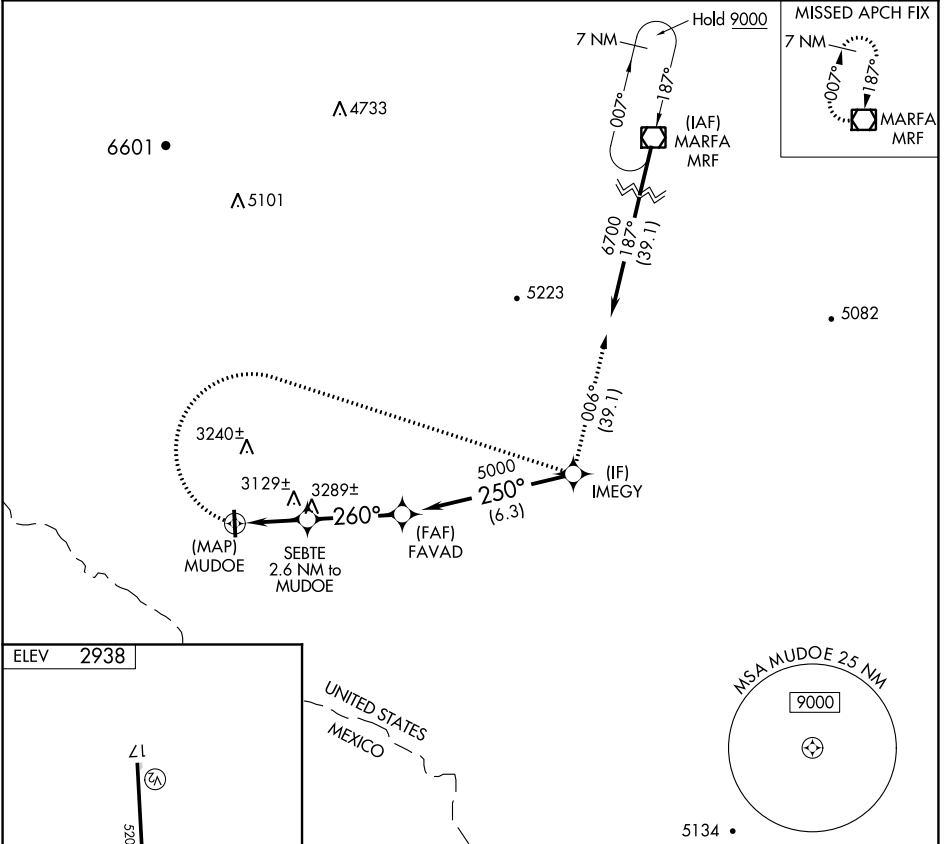 Hold 9000
7 NM
007°
187°
(IAF)
MARFA
MRF
MISSED APCH FIX
7 NM
007°
187°
MARFA
MRF
4733
6601
5101
6700
187°
(39.1)
5223
5082
006°
(39.1)
3240±
3129±
3289±
5000
250°
(6.3)
(IF)
IMEGY
260°
(FAF)
FAVAD
(MAP)
MUDOE
SEBTE
2.6 NM to
MUDOE
ELEV 2938
17
V2
520
UNITED STATES
MEXICO
MSA MUDOE 25 NM
9000
5134